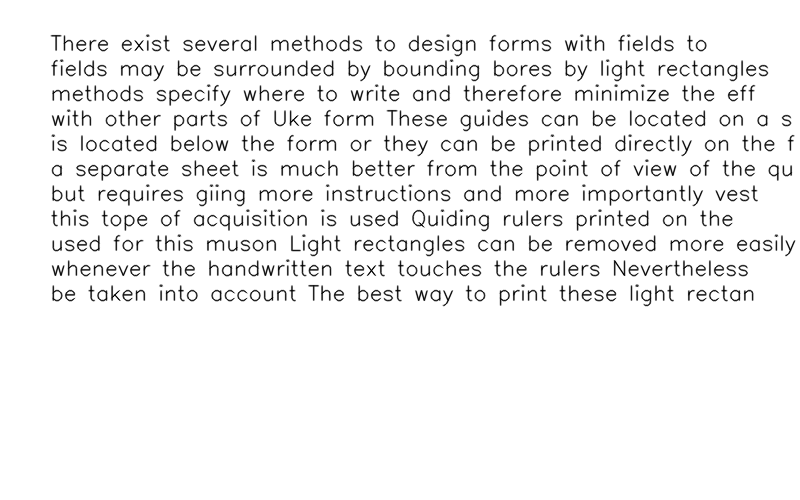 There exist several methods to design forms with fields to
fields may be surrounded by bounding bores by light rectangles
methods specify where to write and therefore minimize the eff
with other parts of Uke form These guides can be located on a s
is located below the form or they can be printed directly on the f
a separate sheet is much better from the point of view of the qu
but requires giing more instructions and more importantly vest
this tope of acquisition is used Quiding rulers printed on the
used for this muson Light rectangles can be removed more easily
whenever the handwritten text touches the rulers Nevertheless
be taken into account The best way to print these light rectan